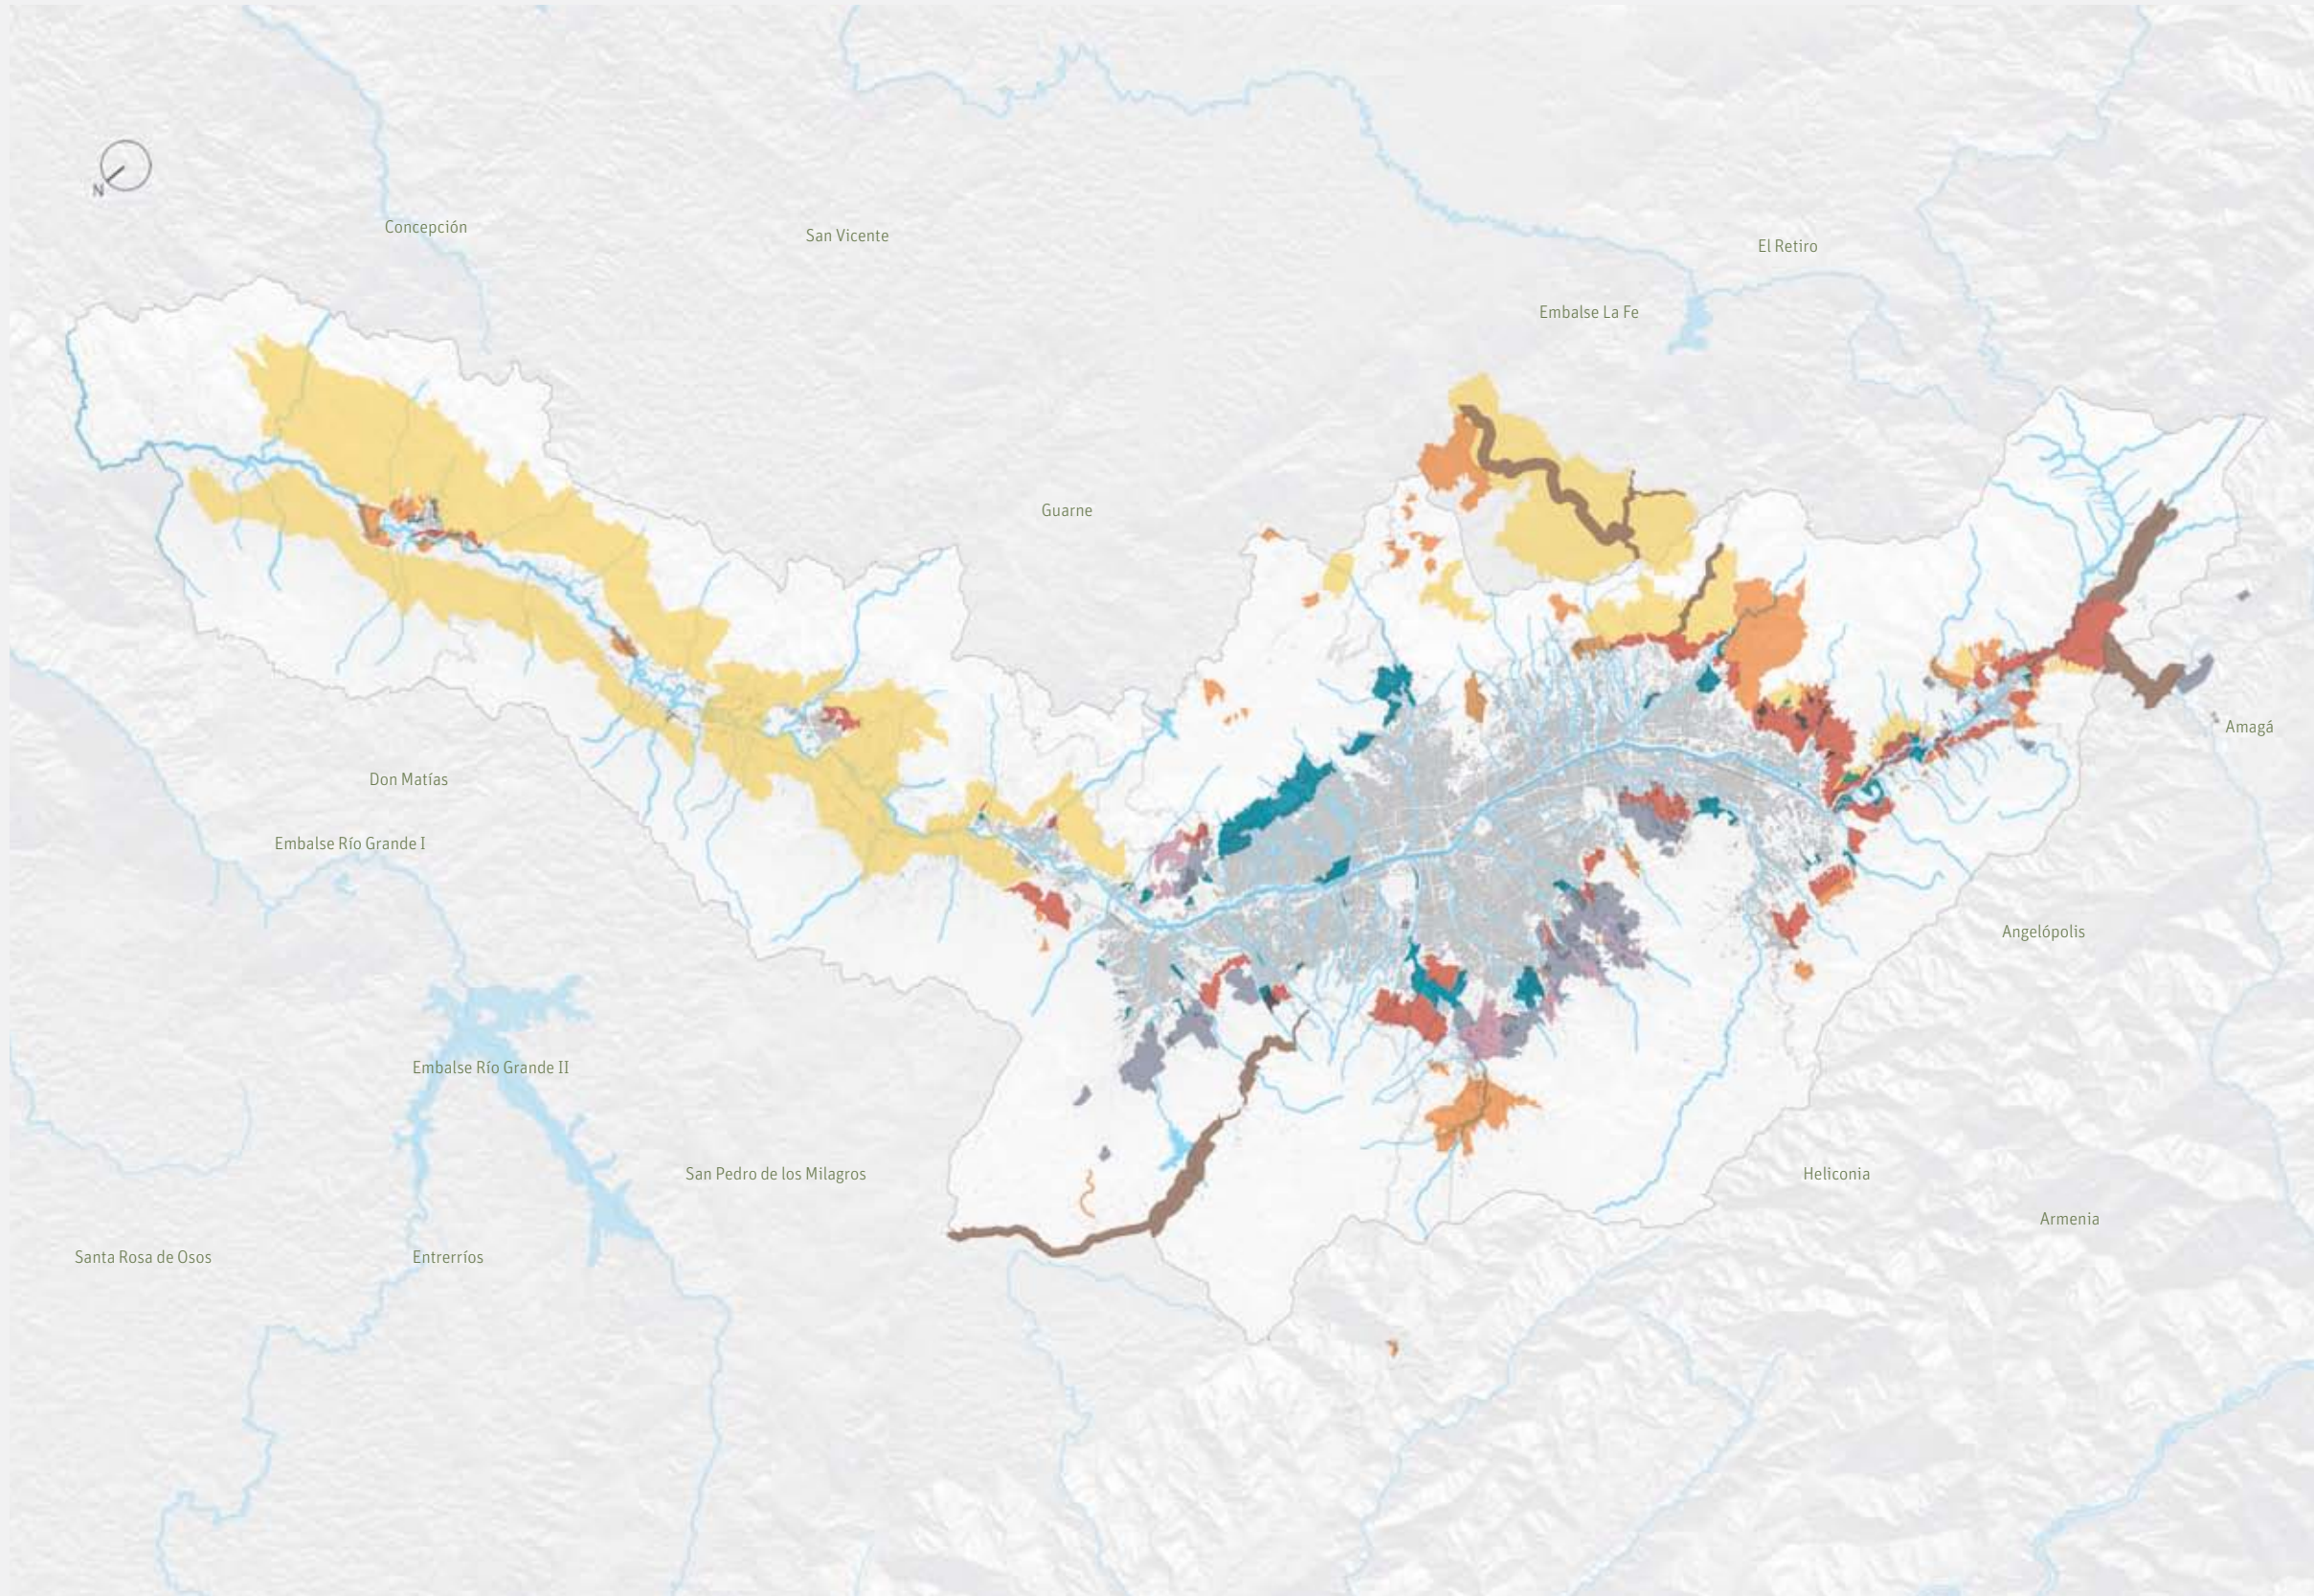 N
Concepción
San Vicente
El Retiro
Embalse La Fe
Guarne
Amagá
Don Matías
Embalse Río Grande I
Angelópolis
Embalse Río Grande II
San Pedro de los Milagros
Heliconia
Armenia
Santa Rosa de Osos
Entrerríos